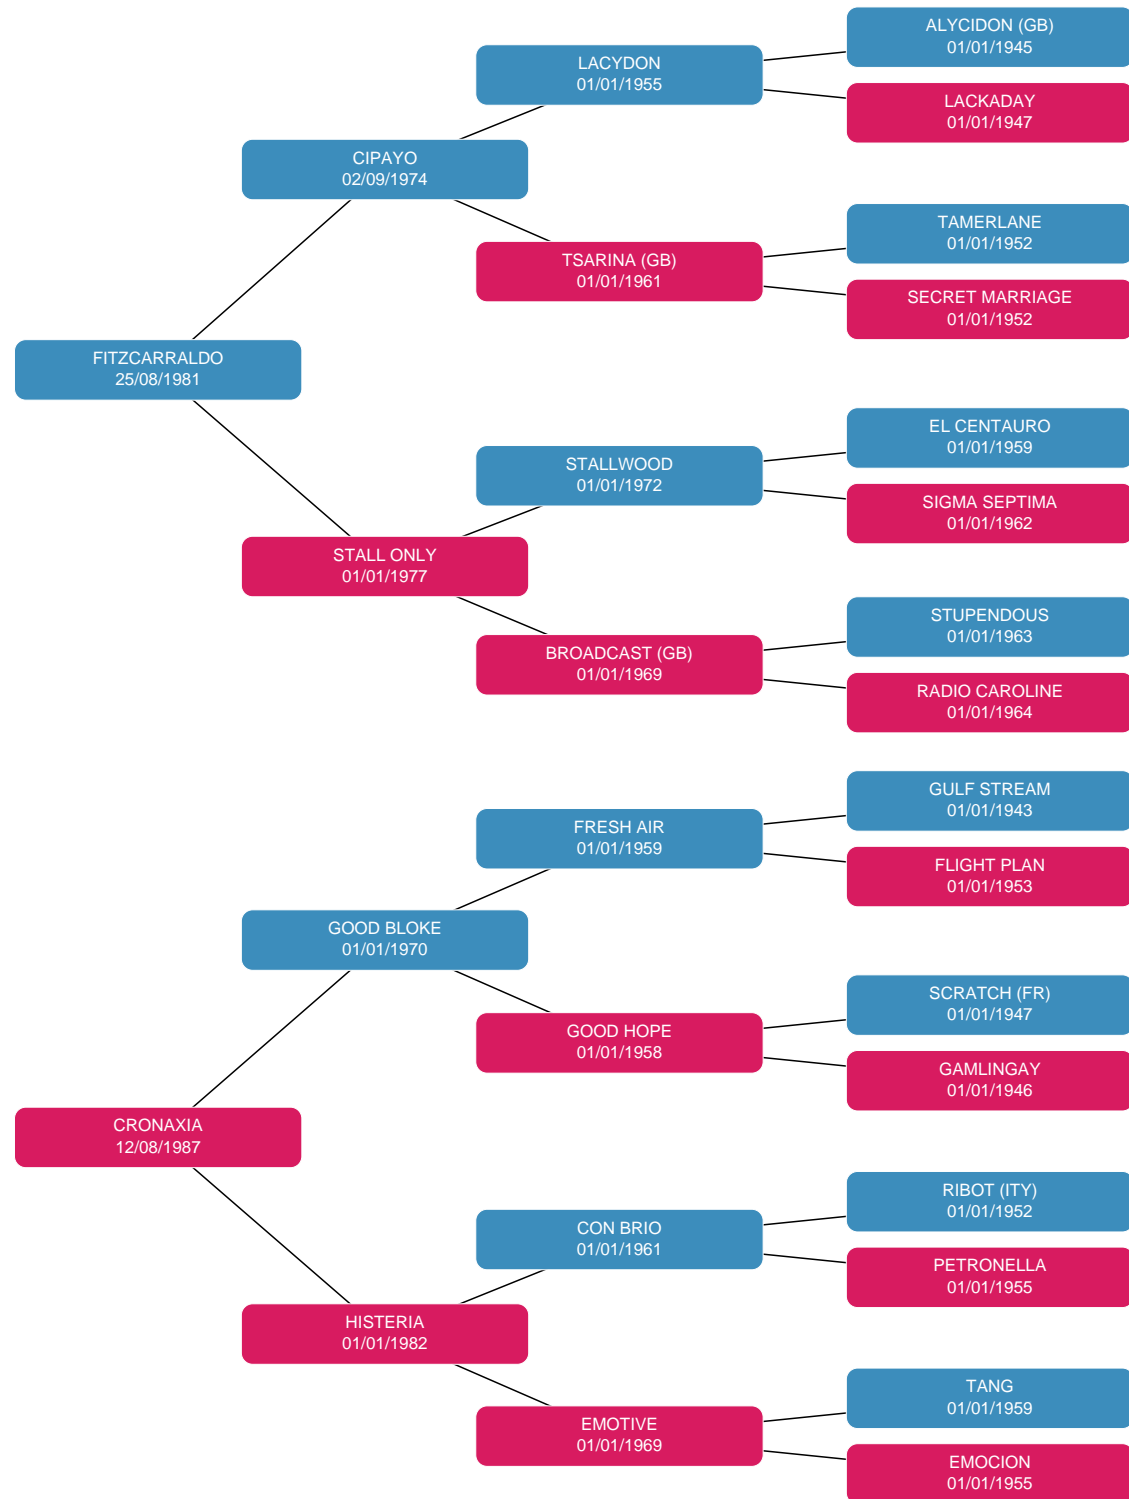 ALYCIDON (GB)
01/01/1945
LACYDON
01/01/1955
LACKADAY
01/01/1947
CIPAYO
02/09/1974
TAMERLANE
01/01/1952
TSARINA (GB)
01/01/1961
SECRET MARRIAGE
01/01/1952
FITZCARRALDO
25/08/1981
EL CENTAURO
01/01/1959
STALLWOOD
01/01/1972
SIGMA SEPTIMA
01/01/1962
STALL ONLY
01/01/1977
STUPENDOUS
01/01/1963
BROADCAST (GB)
01/01/1969
RADIO CAROLINE
01/01/1964
GULF STREAM
01/01/1943
FRESH AIR
01/01/1959
FLIGHT PLAN
01/01/1953
GOOD BLOKE
01/01/1970
SCRATCH (FR)
01/01/1947
GOOD HOPE
01/01/1958
GAMLINGAY
01/01/1946
CRONAXIA
12/08/1987
RIBOT (ITY)
01/01/1952
CON BRIO
01/01/1961
PETRONELLA
01/01/1955
HISTERIA
01/01/1982
TANG
01/01/1959
EMOTIVE
01/01/1969
EMOCION
01/01/1955